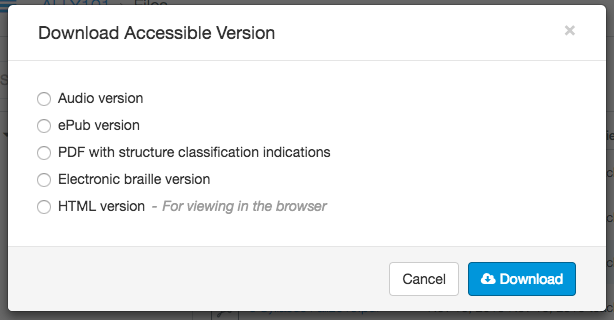 Download Accessible Version
×
Audio version
ePub version
PDF with structure classification indications
Electronic braille version
HTML version - For viewing in the browser
Cancel
Download